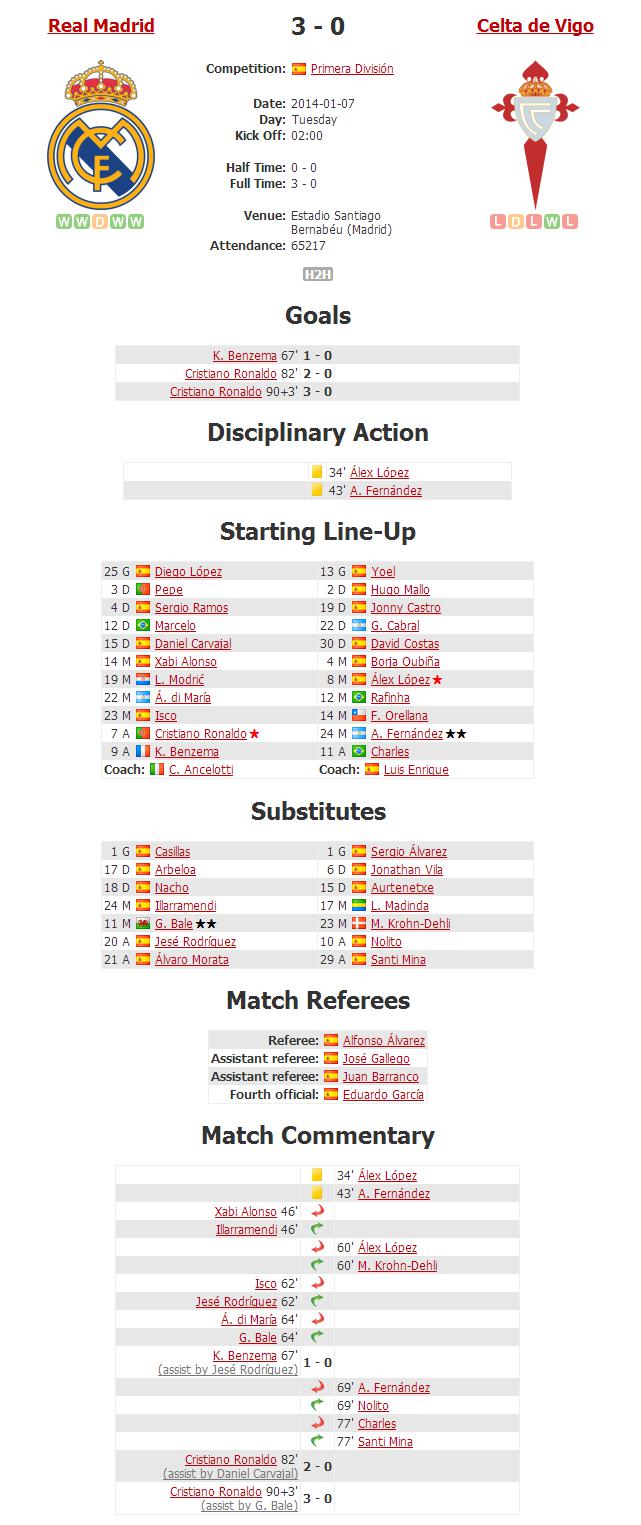 Real Madrid 3 - 0 Celta de Vigo
Competition: Primera División
Date: 2014-01-07
Day: Tuesday
Kick Off: 02:00
Half Time: 0 - 0
Full Time: 3 - 0
Venue: Estadio Santiago
Bernabéu (Madrid)
Attendance: 65217
W W D W W
L D L W L
H2H
Goals
K. Benzema 67' 1 - 0
Cristiano Ronaldo 82' 2 - 0
Cristiano Ronaldo 90+3' 3 - 0
Disciplinary Action
34' Álex López
43' A. Fernández
Starting Line-Up
25 G Diego López 13 G Yoel
3 D Pepe 2 D Hugo Mallo
4 D Sergio Ramos 19 D Jonny Castro
12 D Marcelo 22 D G. Cabral
15 D Daniel Carvajal 30 D David Costas
14 M Xabi Alonso 4 M Borja Oubiña
19 M L. Modrić 8 M Álex López ★
22 M Á. di María 12 M Rafinha
23 M Isco 14 M F. Orellana
7 A Cristiano Ronaldo ★ 24 M A. Fernández ★★
9 A K. Benzema 11 A Charles
Coach: C. Ancelotti Coach: Luis Enrique
Substitutes
1 G Casillas 1 G Sergio Álvarez
17 D Arbeloa 6 D Jonathan Vila
18 D Nacho 15 D Aurtenetxe
24 M Illarramendi 17 M L. Madinda
11 M G. Bale ★★ 23 M M. Krohn-Dehli
20 A Jesé Rodríguez 10 A Nolito
21 A Álvaro Morata 29 A Santi Mina
Match Referees
Referee: Alfonso Álvarez
Assistant referee: José Gallego
Assistant referee: Juan Barranco
Fourth official: Eduardo García
Match Commentary
34' Álex López
43' A. Fernández
Xabi Alonso 46'
Illarramendi 46'
60' Álex López
60' M. Krohn-Dehli
Isco 62'
Jesé Rodríguez 62'
Á. di María 64'
G. Bale 64'
K. Benzema 67'
(assist by Jesé Rodríguez) 1 - 0
69' A. Fernández
69' Nolito
77' Charles
77' Santi Mina
Cristiano Ronaldo 82'
(assist by Daniel Carvajal) 2 - 0
Cristiano Ronaldo 90+3'
(assist by G. Bale) 3 - 0